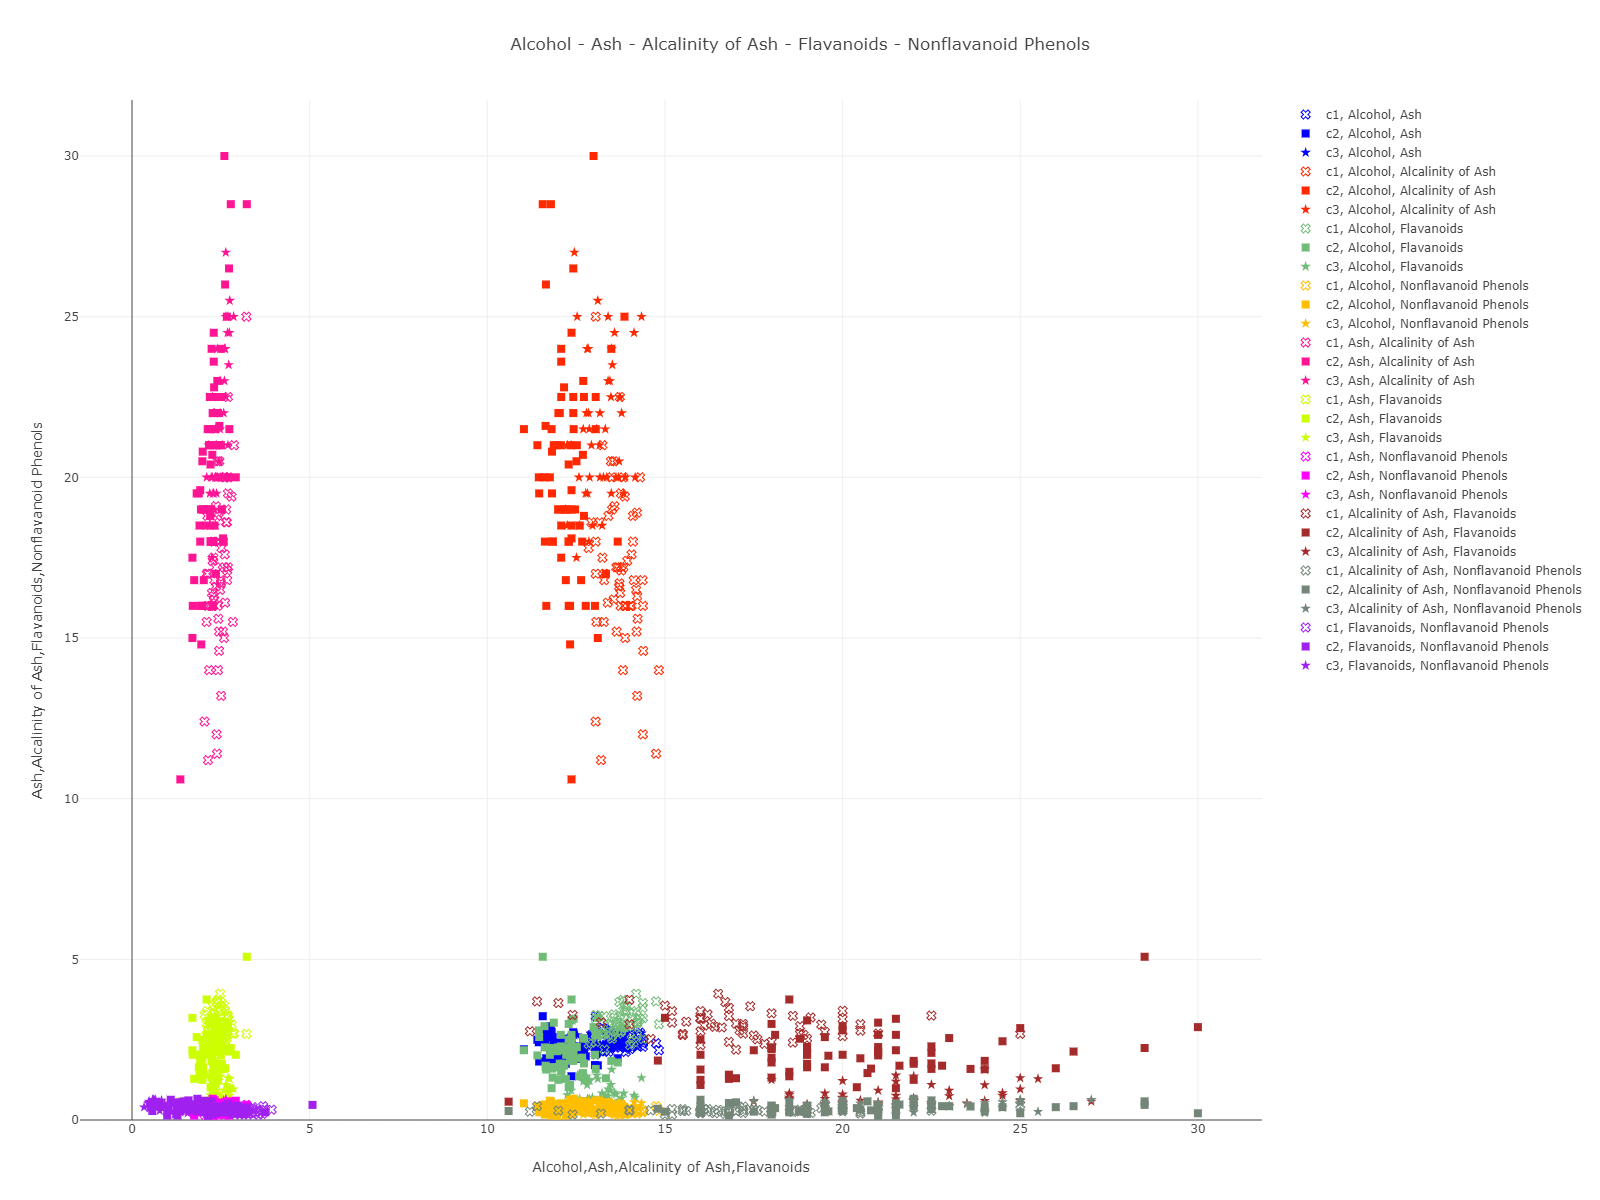 Alcohol - Ash - Alcalinity of Ash - Flavanoids - Nonflavanoid Phenols
Ash,Alcalinity of Ash,Flavanoids,Nonflavanoid Phenols
30
25
20
15
10
5
0
0
5
10
15
20
25
30
Alcohol,Ash,Alcalinity of Ash,Flavanoids
c1, Alcohol, Ash
c2, Alcohol, Ash
c3, Alcohol, Ash
c1, Alcohol, Alcalinity of Ash
c2, Alcohol, Alcalinity of Ash
c3, Alcohol, Alcalinity of Ash
c1, Alcohol, Flavanoids
c2, Alcohol, Flavanoids
c3, Alcohol, Flavanoids
c1, Alcohol, Nonflavanoid Phenols
c2, Alcohol, Nonflavanoid Phenols
c3, Alcohol, Nonflavanoid Phenols
c1, Ash, Alcalinity of Ash
c2, Ash, Alcalinity of Ash
c3, Ash, Alcalinity of Ash
c1, Ash, Flavanoids
c2, Ash, Flavanoids
c3, Ash, Flavanoids
c1, Ash, Nonflavanoid Phenols
c2, Ash, Nonflavanoid Phenols
c3, Ash, Nonflavanoid Phenols
c1, Alcalinity of Ash, Flavanoids
c2, Alcalinity of Ash, Flavanoids
c3, Alcalinity of Ash, Flavanoids
c1, Alcalinity of Ash, Nonflavanoid Phenols
c2, Alcalinity of Ash, Nonflavanoid Phenols
c3, Alcalinity of Ash, Nonflavanoid Phenols
c1, Flavanoids, Nonflavanoid Phenols
c2, Flavanoids, Nonflavanoid Phenols
c3, Flavanoids, Nonflavanoid Phenols